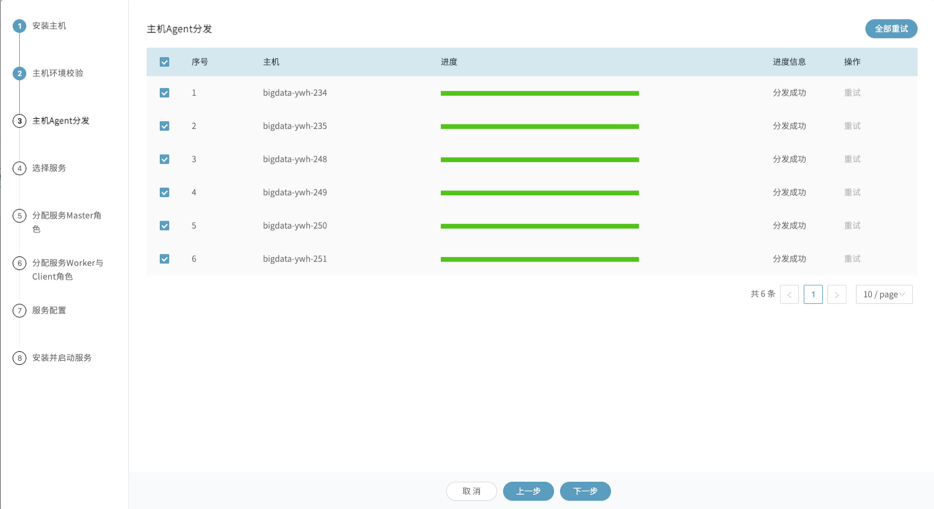 1 安装主机
2 主机环境校验
3 主机Agent分发
4 选择服务
5 分配服务Master角
色
6 分配服务Worker与
Client角色
7 服务配置
8 安装并启动服务
主机Agent分发
全部重试
序号 主机 进度 进度信息 操作
1 bigdata-ywh-234 分发成功 重试
2 bigdata-ywh-235 分发成功 重试
3 bigdata-ywh-248 分发成功 重试
4 bigdata-ywh-249 分发成功 重试
5 bigdata-ywh-250 分发成功 重试
6 bigdata-ywh-251 分发成功 重试
共 6 条 < 1 > 10 / page
取 消 上一步 下一步